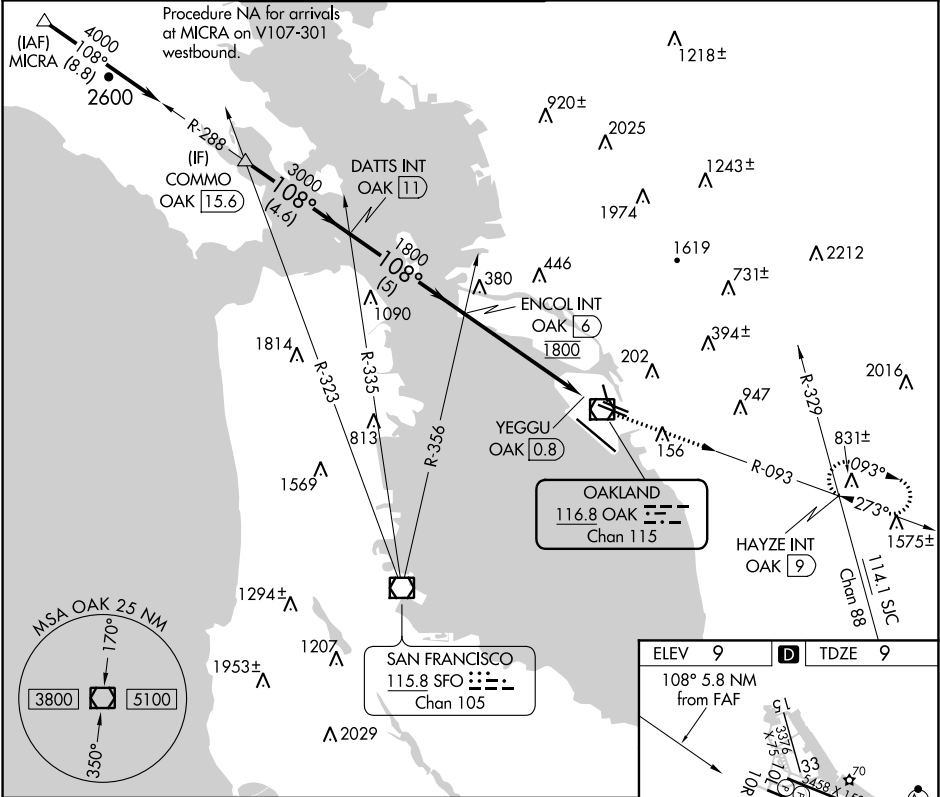 Procedure NA for arrivals
at MICRA on V107-301
westbound.
(IAF)
MICRA
4000
108°
(8.8)
2600
R-288
(IF)
COMMO
OAK 15.6
3000
108°
(4.6)
DATTS INT
OAK 11
1800
108°
(5)
ENCOL INT
OAK 6
1800
YEGGU
OAK 0.8
1218±
920±
2025
1243±
1974
1619
2212
731±
380
446
394±
202
2016
947
1090
1814
813
1569
156
831±
1575±
R-323
R-335
R-356
R-093
R-329
093°
273°
HAYZE INT
OAK 9
114.1 SJC
Chan 88
OAKLAND
116.8 OAK
Chan 115
SAN FRANCISCO
115.8 SFO
Chan 105
1294±
1207
1953±
2029
MSA OAK 25 NM
170°
3800
5100
350°
ELEV 9
D
TDZE 9
108° 5.8 NM
from FAF
15
3376
X 75
33
70
10L
10R
5458 X 15
P